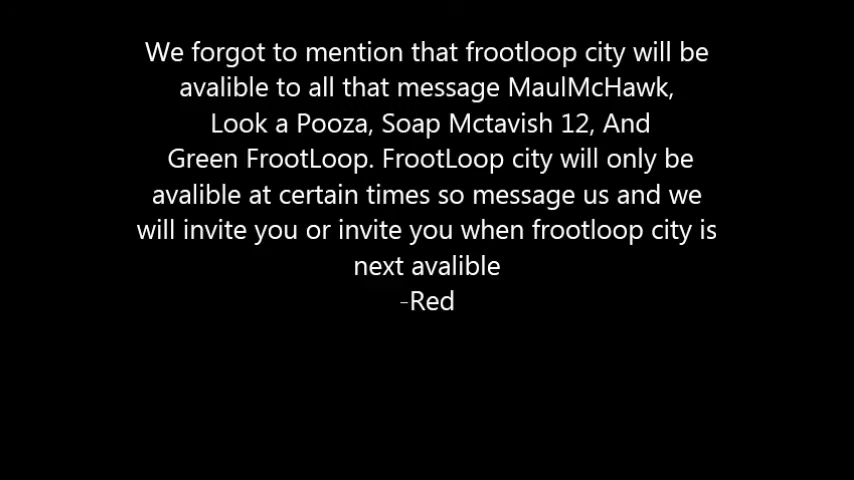 We forgot to mention that frootloop city will be
avalible to all that message MaulMcHawk,
Look a Pooza, Soap Mctavish 12, And
Green FrootLoop. FrootLoop city will only be
avalible at certain times so message us and we
will invite you or invite you when frootloop city is
next avalible
-Red